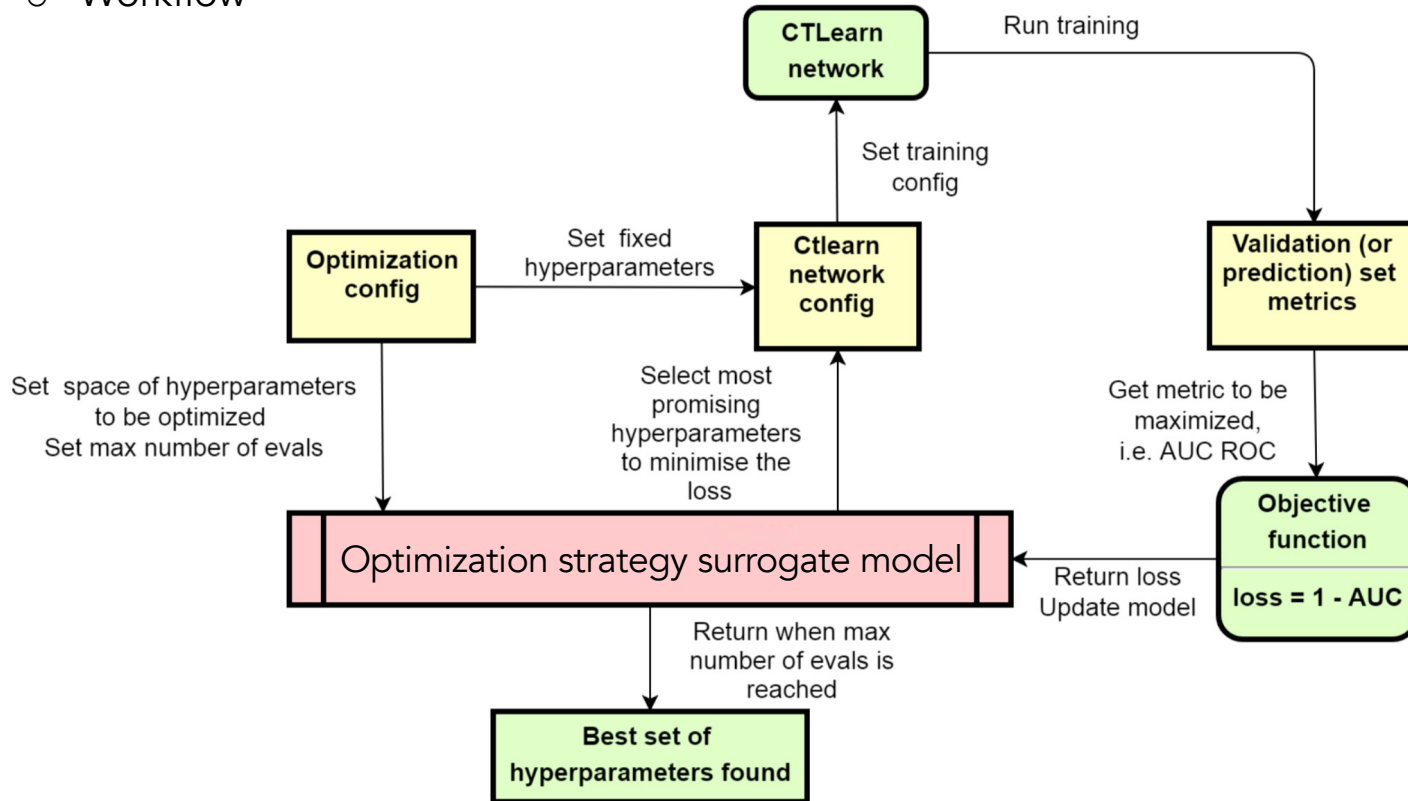 ○ Workflow
CTLearn
network
Run training
Set training
config
Optimization
config
Set fixed
hyperparameters
Ctlearn
network
config
Validation (or
prediction) set
metrics
Set space of hyperparameters
to be optimized
Set max number of evals
Select most
promising
hyperparameters
to minimise the
loss
Get metric to be
maximized,
i.e. AUC ROC
Optimization strategy surrogate model
Return loss
Update model
Objective
function
loss = 1 - AUC
Return when max
number of evals is
reached
Best set of
hyperparameters found